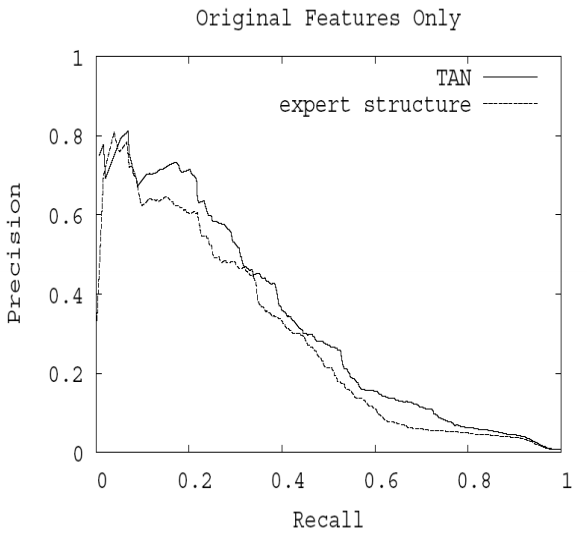 Original Features Only
1
TAN
expert structure
0.8
0.6
Precision
0.4
0.2
0
0 0.2 0.4 0.6 0.8 1
Recall